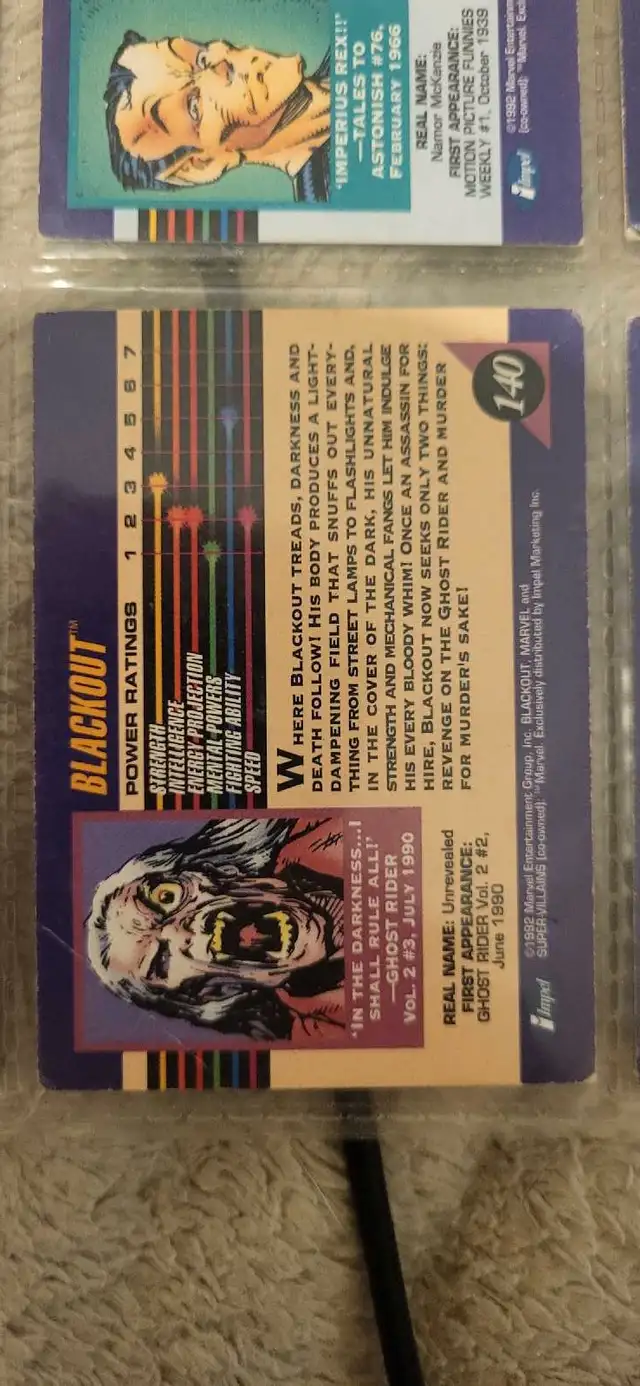 BLACKOUT™
POWER RATINGS 1 2 3 4 5 6 7
STRENGTH
INTELLIGENCE
ENERGY PROJECTION
MENTAL POWERS
FIGHTING ABILITY
SPEED
WHERE BLACKOUT TREADS, DARKNESS AND
DEATH FOLLOW! HIS BODY PRODUCES A LIGHT-
DAMPENING FIELD THAT SNUFFS OUT EVERY-
THING FROM STREET LAMPS TO FLASHLIGHTS AND,
IN THE COVER OF THE DARK, HIS UNNATURAL
STRENGTH AND MECHANICAL FANGS LET HIM INDULGE
HIS EVERY BLOODY WHIM! ONCE AN ASSASSIN FOR
HIRE, BLACKOUT NOW SEEKS ONLY TWO THINGS:
REVENGE ON THE GHOST RIDER AND MURDER
FOR MURDER'S SAKE!
140
'IN THE DARKNESS...I
SHALL RULE ALL!'
—GHOST RIDER
VOL. 2 #3, JULY 1990
REAL NAME: Unrevealed
FIRST APPEARANCE:
GHOST RIDER Vol. 2 #2,
June 1990
Impel
©1992 Marvel Entertainment Group, Inc. BLACKOUT, MARVEL and
SUPER-VILLAINS (co-owned): ™Marvel. Exclusively distributed by Impel Marketing Inc.
'IMPERIUS REX!!'
—TALES TO
ASTONISH #76,
FEBRUARY 1966
REAL NAME:
Namor McKenzie
FIRST APPEARANCE:
MOTION PICTURE FUNNIES
WEEKLY #1, October 1939
Impel
©1992 Marvel Entertainm
(co-owned): ™Marvel. Exc